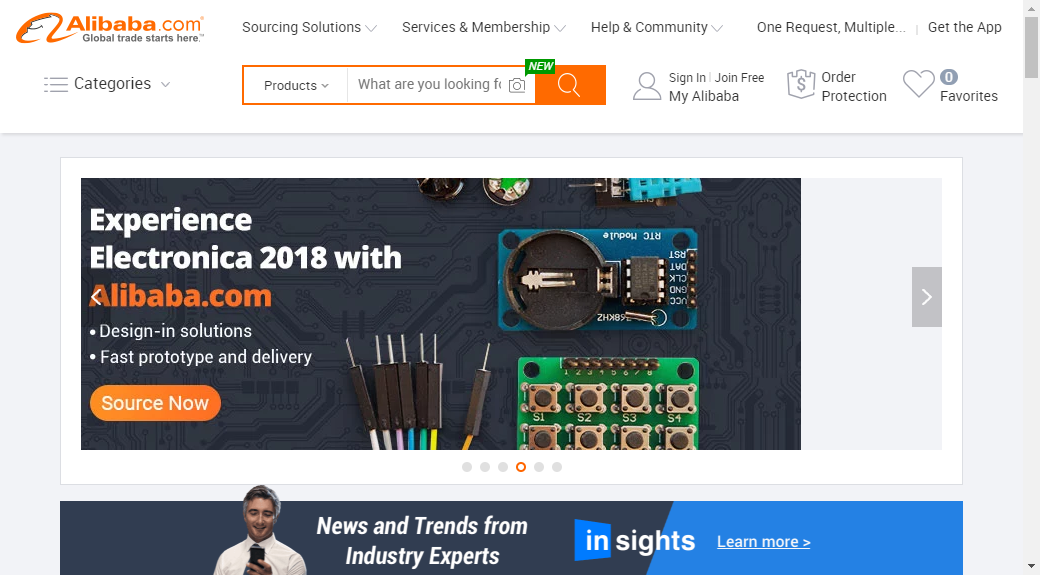 Alibaba.com
Global trade starts here.™
Sourcing Solutions
Services & Membership
Help & Community
One Request, Multiple...
Get the App
Categories
Products
What are you looking fo
NEW
Sign In
Join Free
My Alibaba
Order
Protection
0
Favorites
Experience
Electronica 2018 with
Alibaba.com
• Design-in solutions
• Fast prototype and delivery
Source Now
RTC Module
RST
DAT
CLK
GND
VCC
1 2 3 4 5 6 7 8
S1 S2 S3 S4
News and Trends from
Industry Experts
in sights
Learn more >